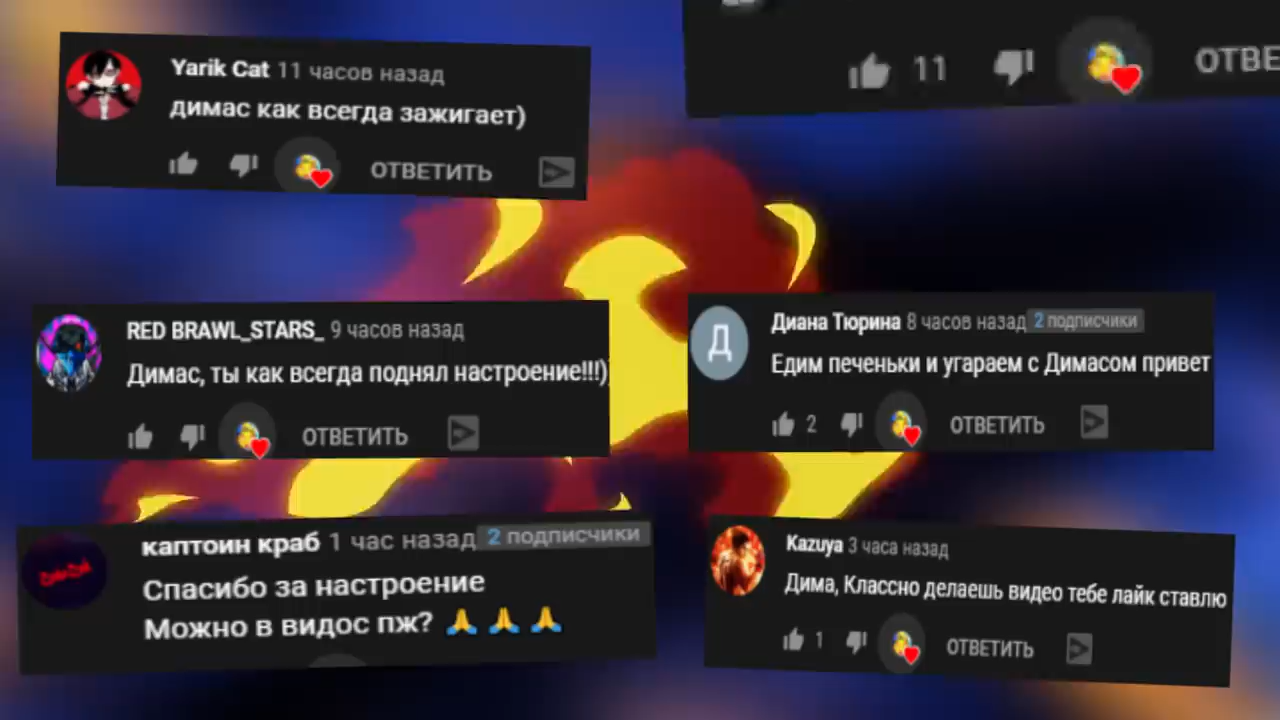 Yarik Cat 11 часов назад
димас как всегда зажигает)
ОТВЕТИТЬ
11
ОТВЕ
RED BRAWL_STARS_ 9 часов назад
Димас, ты как всегда поднял настроение!!!)
ОТВЕТИТЬ
Д
Диана Тюрина 8 часов назад 2 подписчики
Едим печеньки и угараем с Димасом привет
2 ОТВЕТИТЬ
каптоин краб 1 час назад 2 подписчики
Спасибо за настроение
Можно в видос пж? 🙏 🙏 🙏
Kazuya 3 часа назад
Дима, Классно делаешь видео тебе лайк ставлю
1 ОТВЕТИТЬ